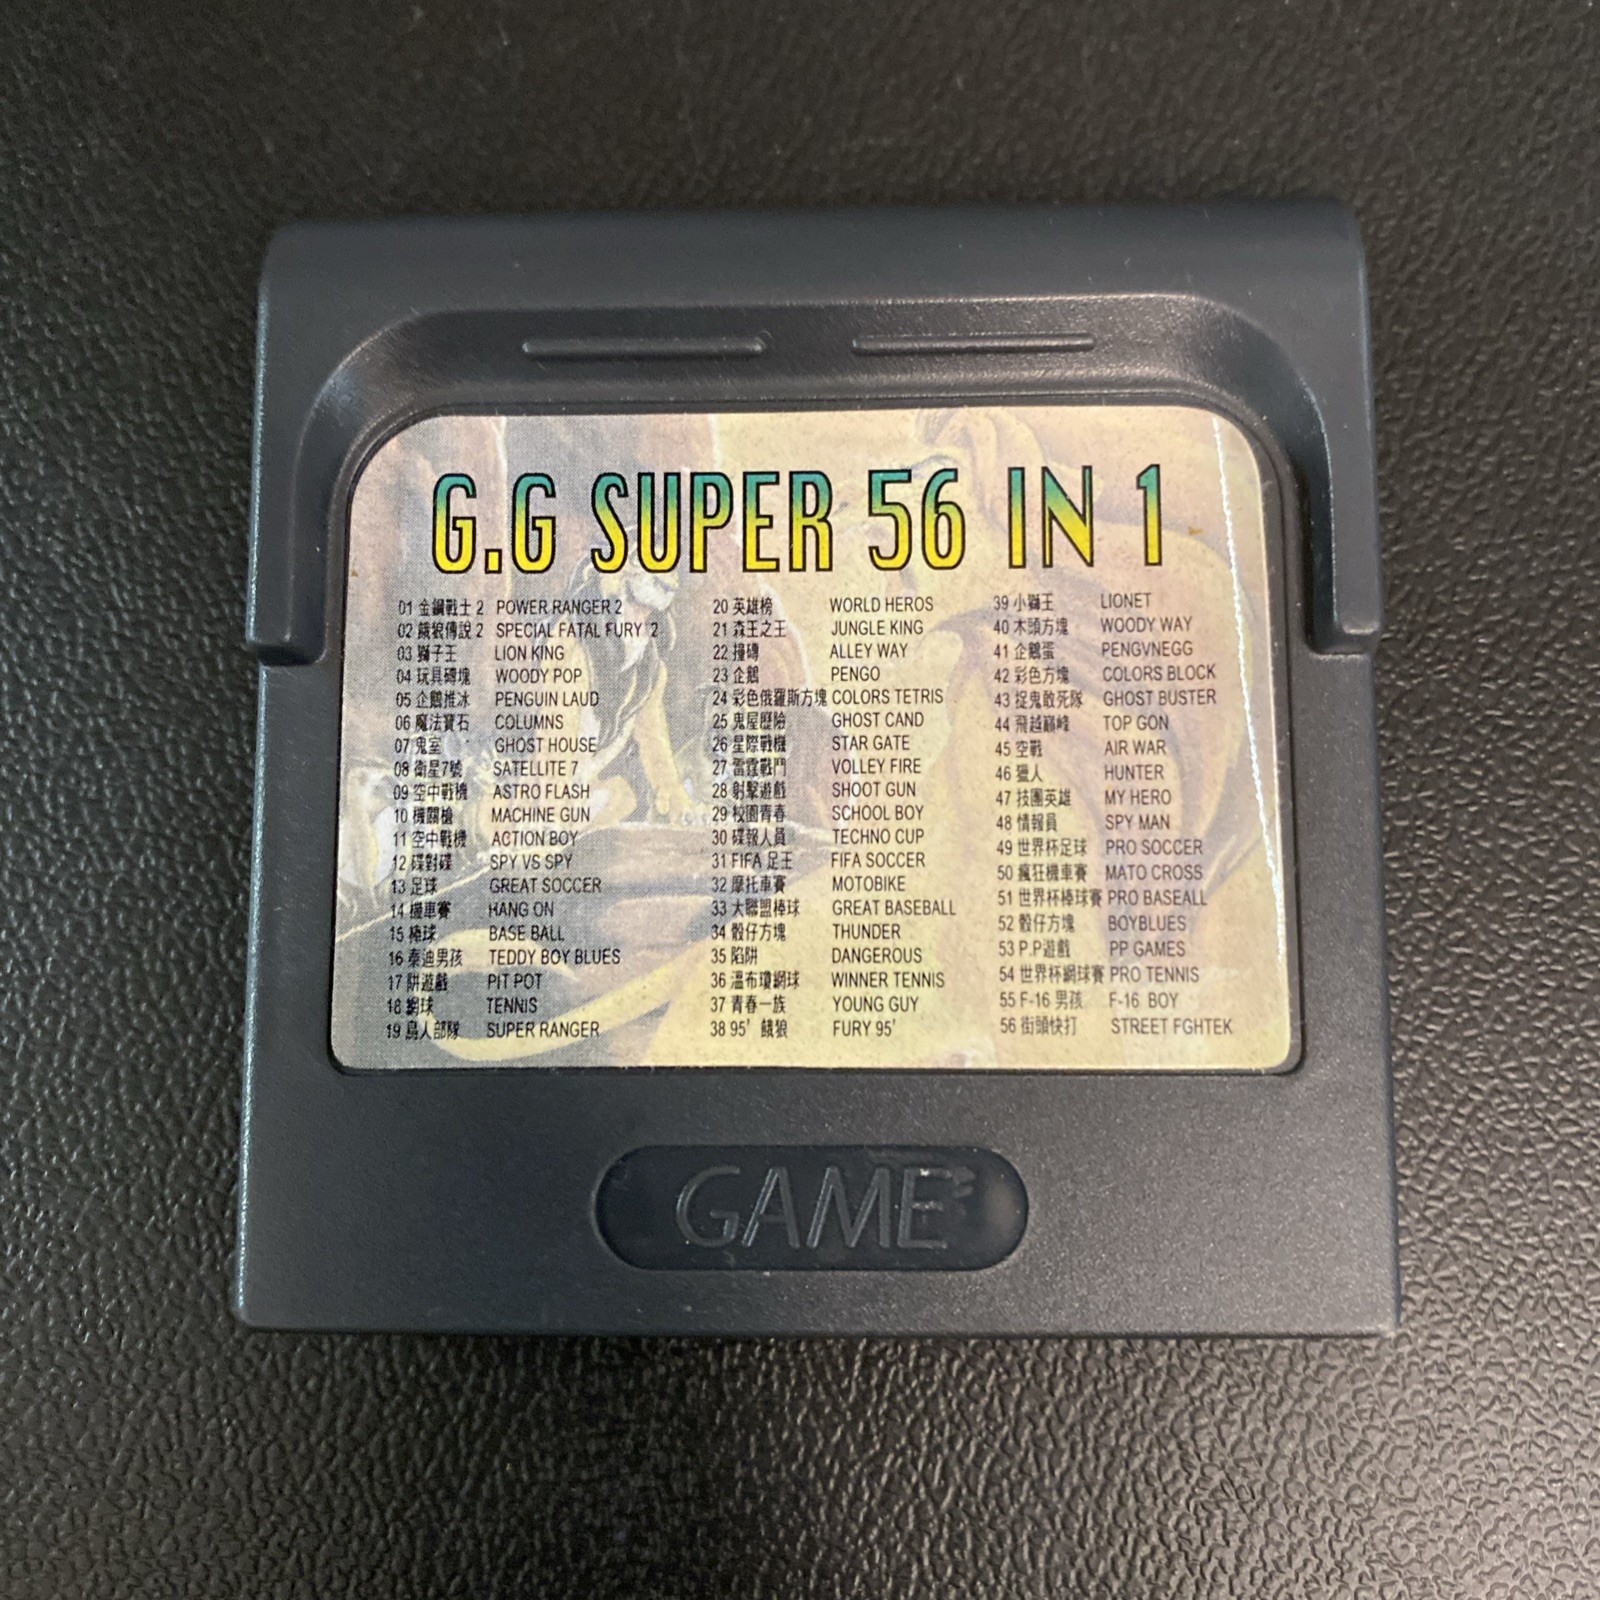 G.G SUPER 56 IN 1
01 金鋼戰士 2 POWER RANGER 2
02 餓狼傳說 2 SPECIAL FATAL FURY 2
03 獅子王 LION KING
04 玩具磚塊 WOODY POP
05 企鵝推冰 PENGUIN LAUD
06 魔法寶石 COLUMNS
07 鬼室 GHOST HOUSE
08 衛星7號 SATELLITE 7
09 空中戰機 ASTRO FLASH
10 機關槍 MACHINE GUN
11 空中戰機 ACTION BOY
12 碟對碟 SPY VS SPY
13 足球 GREAT SOCCER
14 機車賽 HANG ON
15 棒球 BASE BALL
16 泰迪男孩 TEDDY BOY BLUES
17 阱遊戲 PIT POT
18 網球 TENNIS
19 鳥人部隊 SUPER RANGER
20 英雄榜 WORLD HEROS
21 森王之王 JUNGLE KING
22 撞磚 ALLEY WAY
23 企鵝 PENGO
24 彩色俄羅斯方塊 COLORS TETRIS
25 鬼屋歷險 GHOST CAND
26 星際戰機 STAR GATE
27 雷霆戰鬥 VOLLEY FIRE
28 射擊遊戲 SHOOT GUN
29 校園青春 SCHOOL BOY
30 碟報人員 TECHNO CUP
31 FIFA 足王 FIFA SOCCER
32 摩托車賽 MOTOBIKE
33 大聯盟棒球 GREAT BASEBALL
34 骰仔方塊 THUNDER
35 陷阱 DANGEROUS
36 溫布瓊網球 WINNER TENNIS
37 青春一族 YOUNG GUY
38 95' 餓狼 FURY 95'
39 小獅王 LIONET
40 木頭方塊 WOODY WAY
41 企鵝蛋 PENGVNEGG
42 彩色方塊 COLORS BLOCK
43 捉鬼敢死隊 GHOST BUSTER
44 飛越巔峰 TOP GON
45 空戰 AIR WAR
46 獵人 HUNTER
47 技團英雄 MY HERO
48 情報員 SPY MAN
49 世界杯足球 PRO SOCCER
50 瘋狂機車賽 MATO CROSS
51 世界杯棒球賽 PRO BASEALL
52 骰仔方塊 BOYBLUES
53 P.P遊戲 PP GAMES
54 世界杯網球賽 PRO TENNIS
55 F-16 男孩 F-16 BOY
56 街頭快打 STREET FGHTEK
GAME